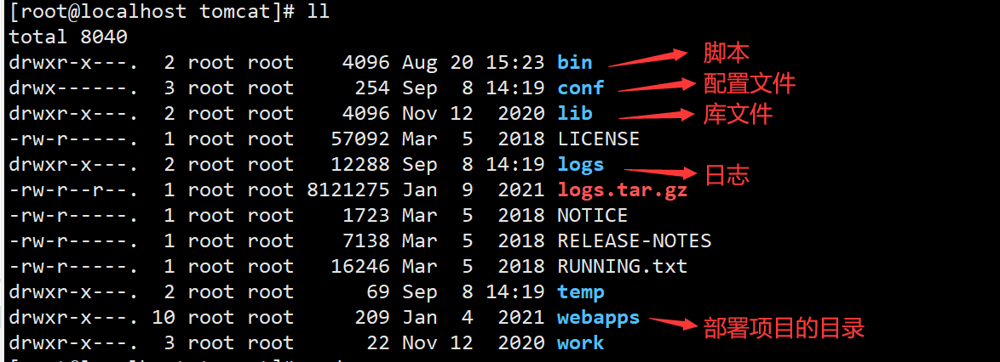 [root@localhost tomcat]# ll
total 8040
drwxr-x---.  2 root root    4096 Aug 20 15:23 bin 脚本
drwx------.  3 root root     254 Sep  8 14:19 conf 配置文件
drwxr-x---.  2 root root    4096 Nov 12  2020 lib 库文件
-rw-r-----.  1 root root   57092 Mar  5  2018 LICENSE
drwxr-x---.  2 root root   12288 Sep  8 14:19 logs 日志
-rw-r--r--.  1 root root 8121275 Jan  9  2021 logs.tar.gz
-rw-r-----.  1 root root    1723 Mar  5  2018 NOTICE
-rw-r-----.  1 root root    7138 Mar  5  2018 RELEASE-NOTES
-rw-r-----.  1 root root   16246 Mar  5  2018 RUNNING.txt
drwxr-x---.  2 root root      69 Sep  8 14:19 temp
drwxr-x---. 10 root root     209 Jan  4  2021 webapps 部署项目的目录
drwxr-x---.  3 root root      22 Nov 12  2020 work